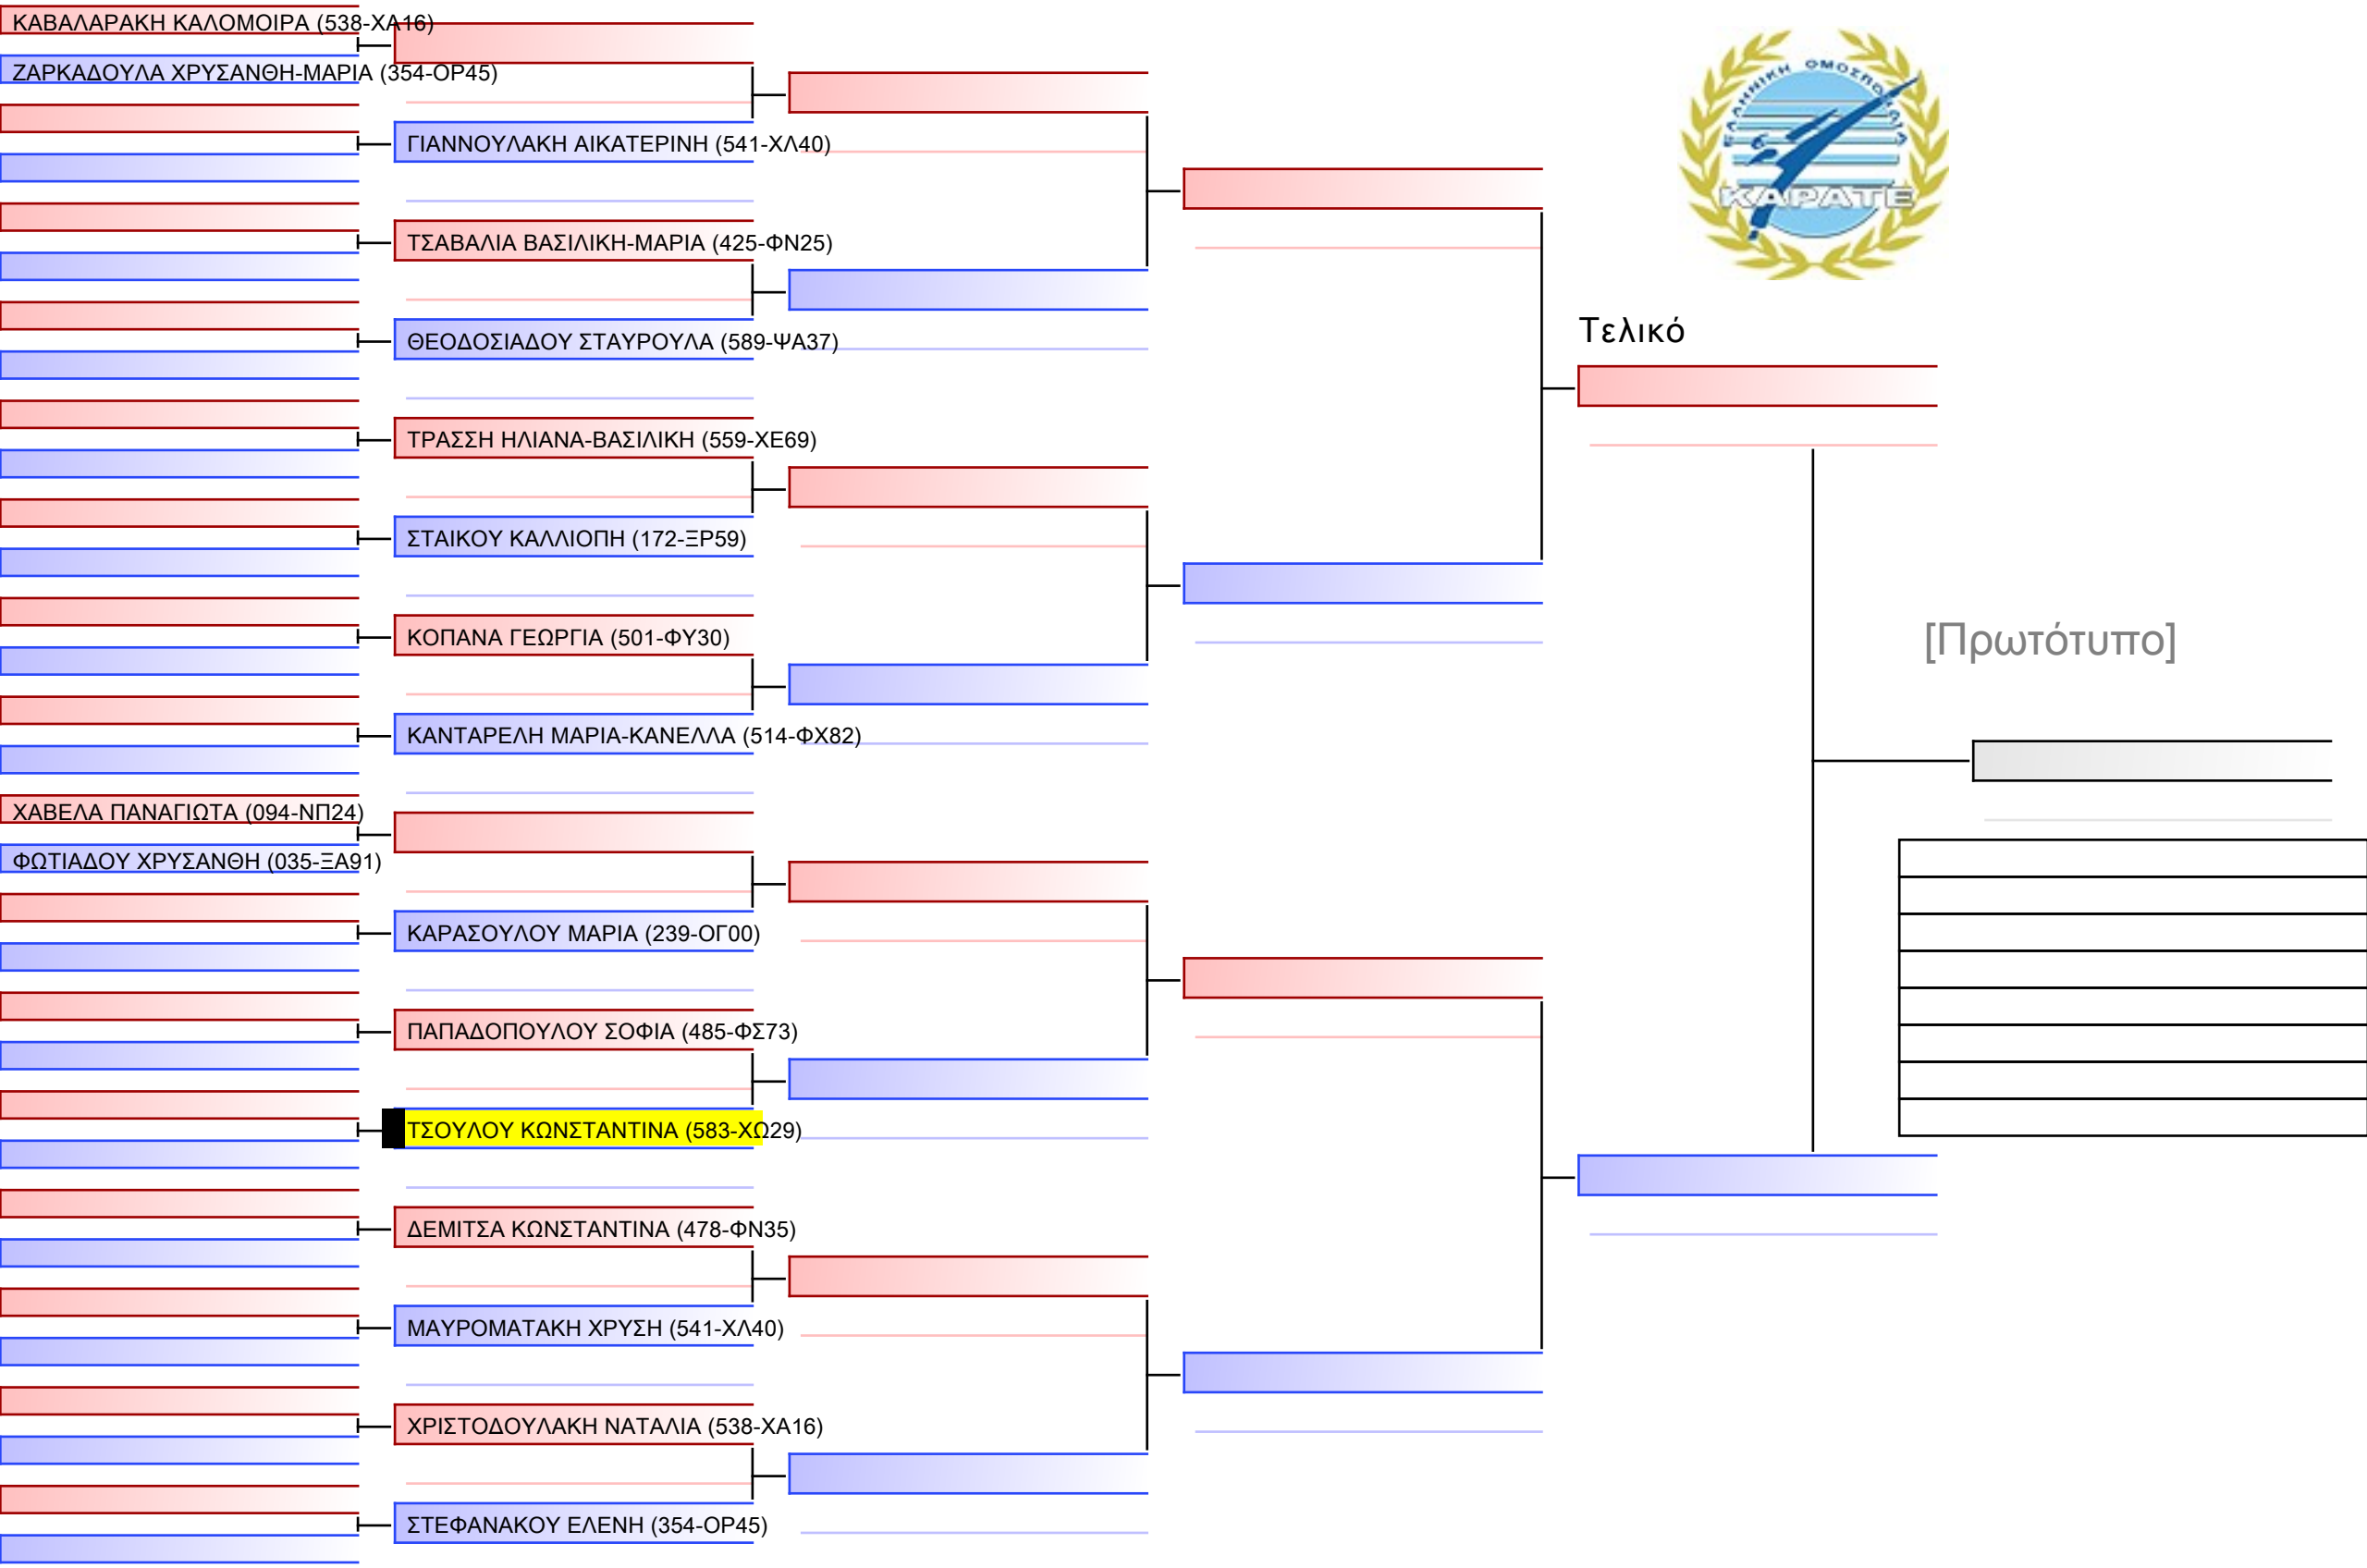 ΚΑΒΑΛΑΡΑΚΗ ΚΑΛΟΜΟΙΡΑ (538-ΧΑ16)
ΖΑΡΚΑΔΟΥΛΑ ΧΡΥΣΑΝΘΗ-ΜΑΡΙΑ (354-ΟΡ45)
ΓΙΑΝΝΟΥΛΑΚΗ ΑΙΚΑΤΕΡΙΝΗ (541-ΧΛ40)
ΤΣΑΒΑΛΙΑ ΒΑΣΙΛΙΚΗ-ΜΑΡΙΑ (425-ΦΝ25)
ΘΕΟΔΟΣΙΑΔΟΥ ΣΤΑΥΡΟΥΛΑ (589-ΨΑ37)
ΤΡΑΣΣΗ ΗΛΙΑΝΑ-ΒΑΣΙΛΙΚΗ (559-ΧΕ69)
ΣΤΑΙΚΟΥ ΚΑΛΛΙΟΠΗ (172-ΞΡ59)
ΚΟΠΑΝΑ ΓΕΩΡΓΙΑ (501-ΦΥ30)
ΚΑΝΤΑΡΕΛΗ ΜΑΡΙΑ-ΚΑΝΕΛΛΑ (514-ΦΧ82)
ΧΑΒΕΛΑ ΠΑΝΑΓΙΩΤΑ (094-ΝΠ24)
ΦΩΤΙΑΔΟΥ ΧΡΥΣΑΝΘΗ (035-ΞΑ91)
ΚΑΡΑΣΟΥΛΟΥ ΜΑΡΙΑ (239-ΟΓ00)
ΠΑΠΑΔΟΠΟΥΛΟΥ ΣΟΦΙΑ (485-ΦΣ73)
ΤΣΟΥΛΟΥ ΚΩΝΣΤΑΝΤΙΝΑ (583-ΧΩ29)
ΔΕΜΙΤΣΑ ΚΩΝΣΤΑΝΤΙΝΑ (478-ΦΝ35)
ΜΑΥΡΟΜΑΤΑΚΗ ΧΡΥΣΗ (541-ΧΛ40)
ΧΡΙΣΤΟΔΟΥΛΑΚΗ ΝΑΤΑΛΙΑ (538-ΧΑ16)
ΣΤΕΦΑΝΑΚΟΥ ΕΛΕΝΗ (354-ΟΡ45)
ΕΛΛΗΝΙΚΗ ΟΜΟΣΠΟΝΔΙΑ
ΚΑΡΑΤΕ
Τελικό
[Πρωτότυπο]